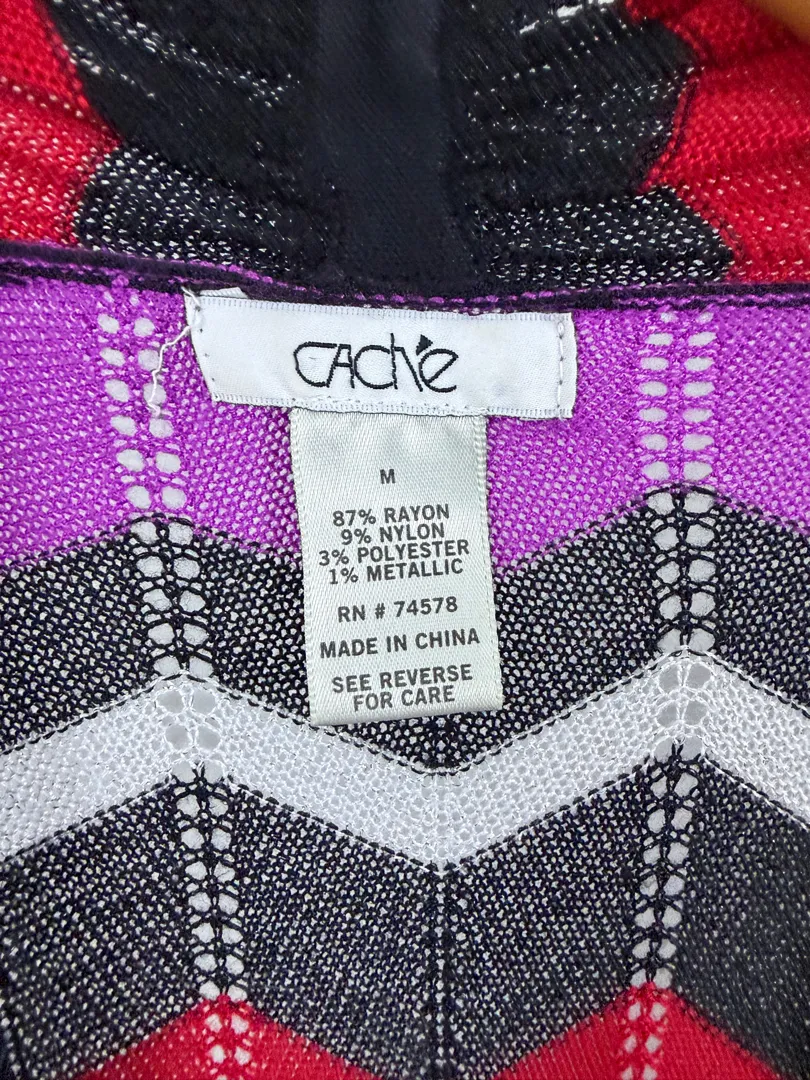 CAché
M
87% RAYON
9% NYLON
3% POLYESTER
1% METALLIC
RN # 74578
MADE IN CHINA
SEE REVERSE
FOR CARE